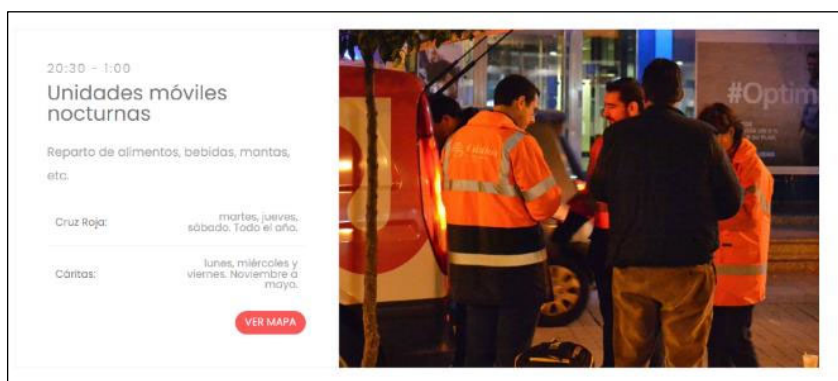 20:30 - 1:00
Unidades móviles
nocturnas
Reparto de alimentos, bebidas, mantas,
etc.
Cruz Roja:
martes, jueves,
sábado. Todo el año.
Cáritas:
lunes, miércoles y
viernes. Noviembre a
mayo.
VER MAPA
#Optim